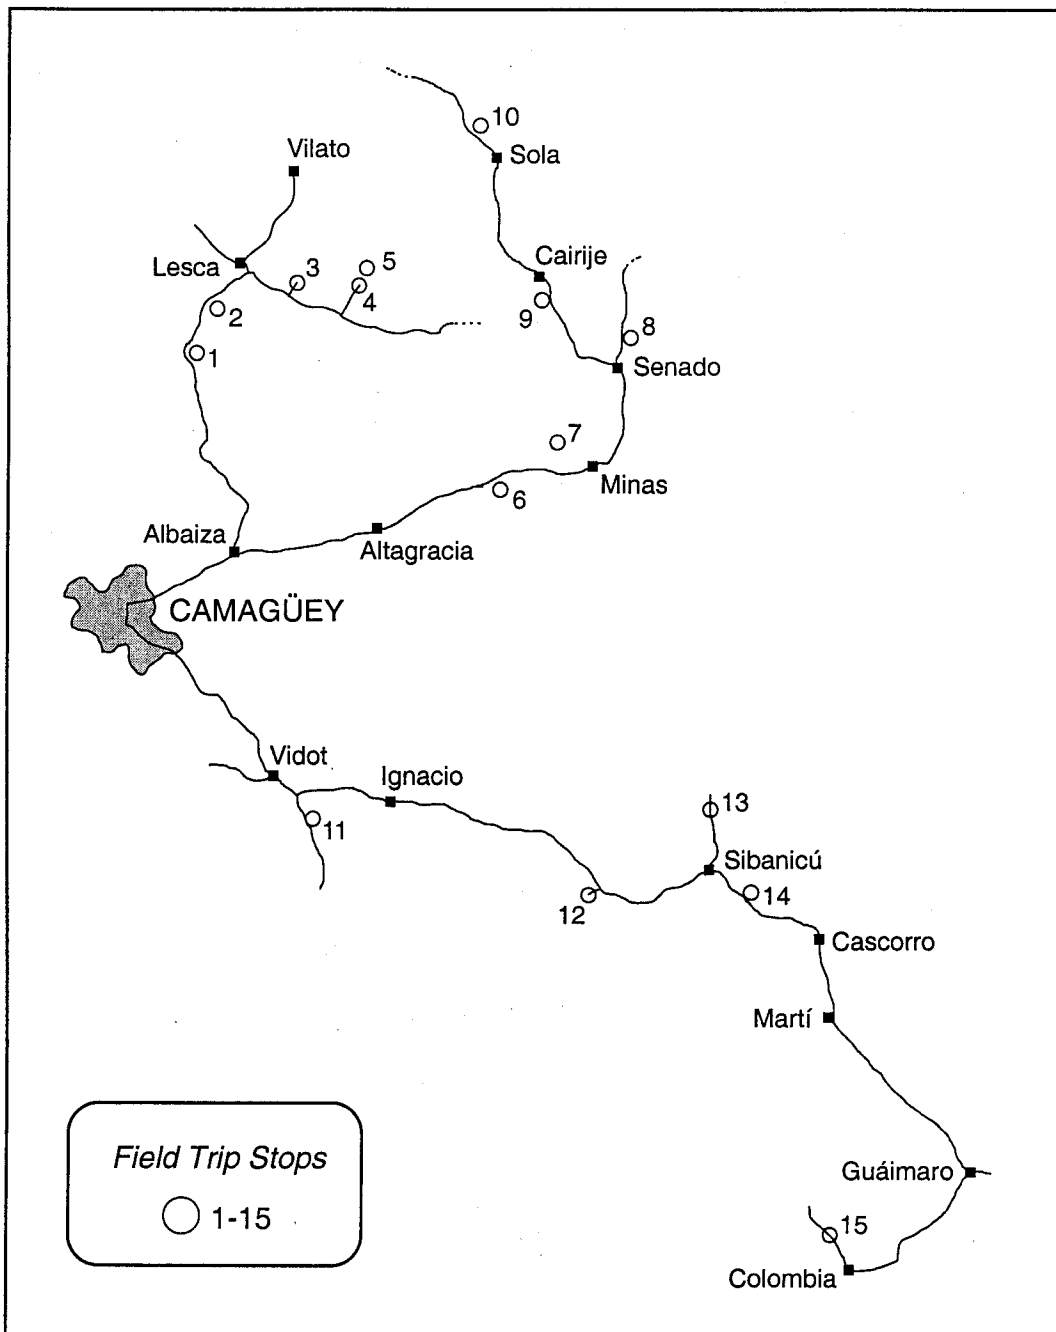 10
Vilato
Sola
Cairije
Lesca
3
5
4
2
9
8
1
Senado
7
Minas
6
Albaiza
Altagracia
CAMAGÜEY
Vidot
Ignacio
13
11
Sibanicú
14
12
Cascorro
Martí
Field Trip Stops
1-15
Guáimaro
15
Colombia